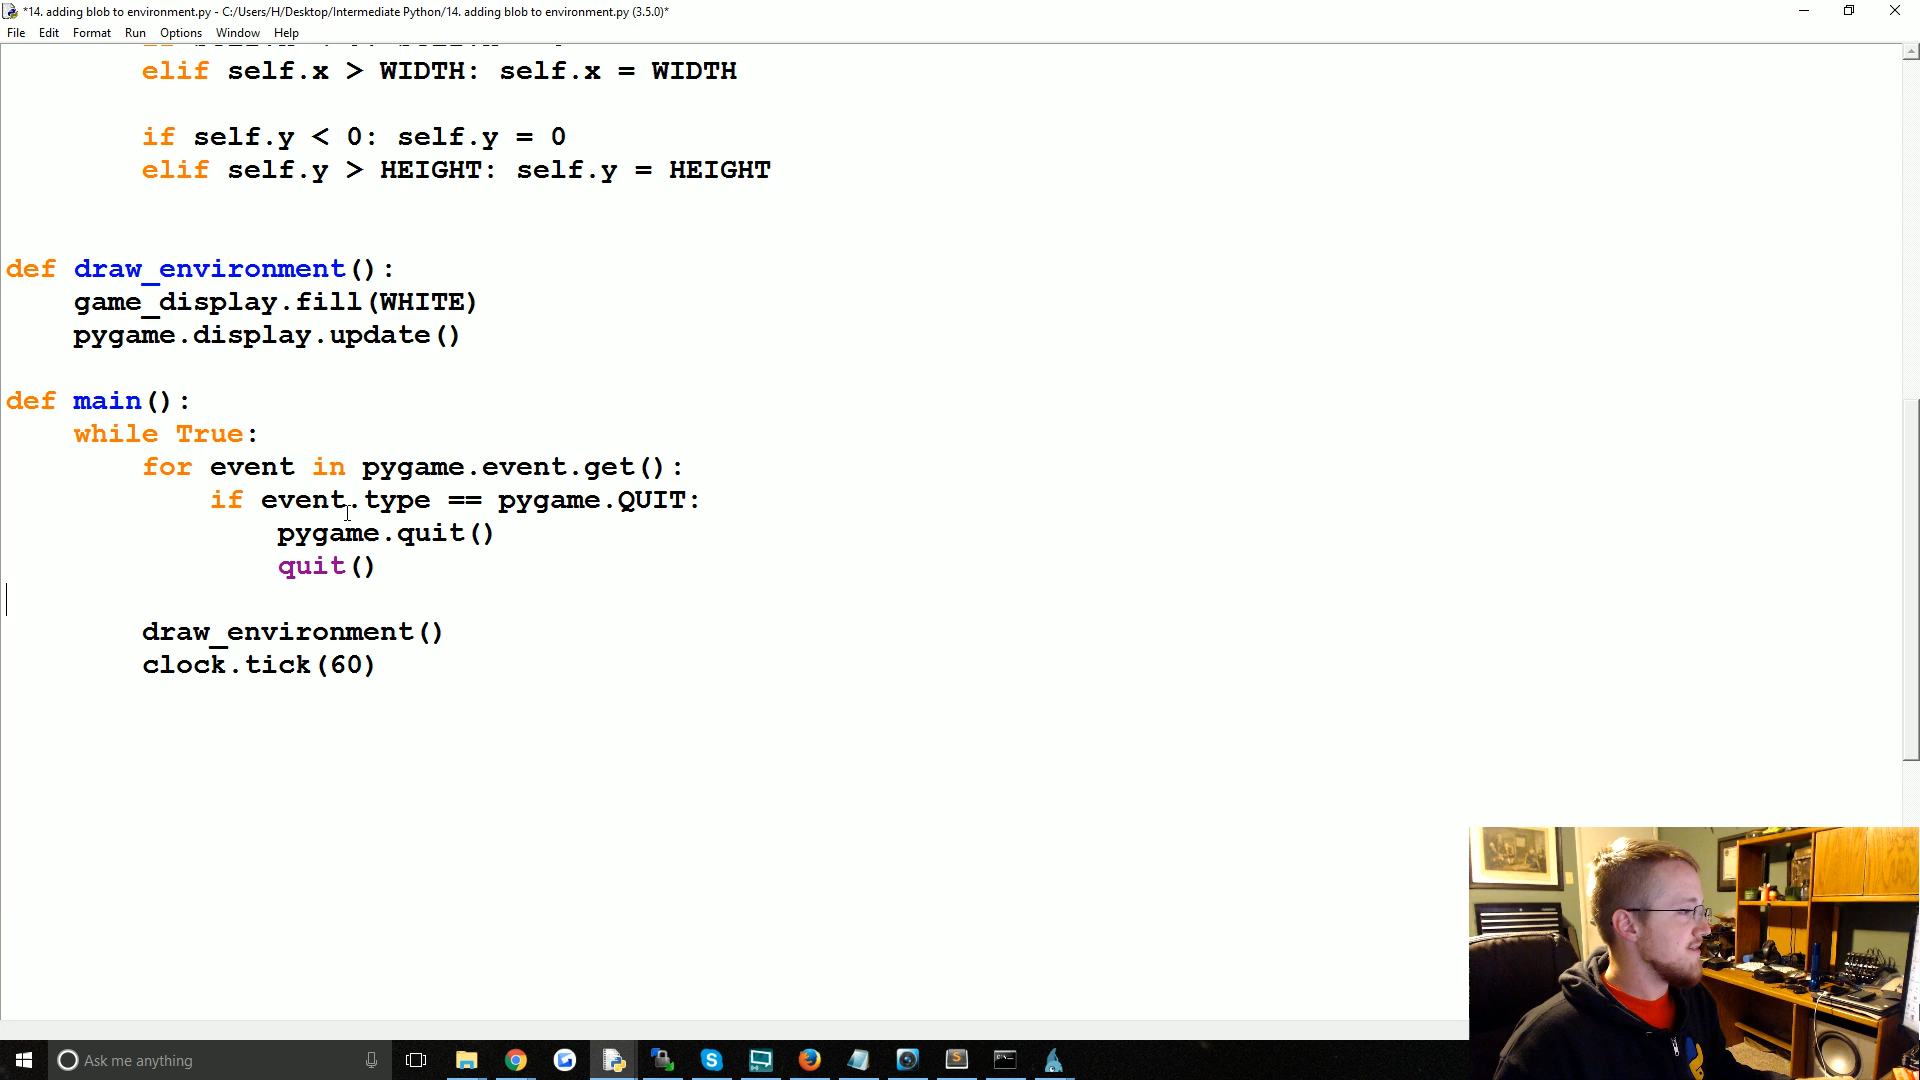 *14. adding blob to environment.py - C:/Users/H/Desktop/Intermediate Python/14. adding blob to environment.py (3.5.0)*
File Edit Format Run Options Window Help
elif self.x > WIDTH: self.x = WIDTH
if self.y < 0: self.y = 0
elif self.y > HEIGHT: self.y = HEIGHT
def draw_environment():
game_display.fill(WHITE)
pygame.display.update()
def main():
while True:
for event in pygame.event.get():
if event.type == pygame.QUIT:
pygame.quit()
quit()
draw_environment()
clock.tick(60)
Ask me anything